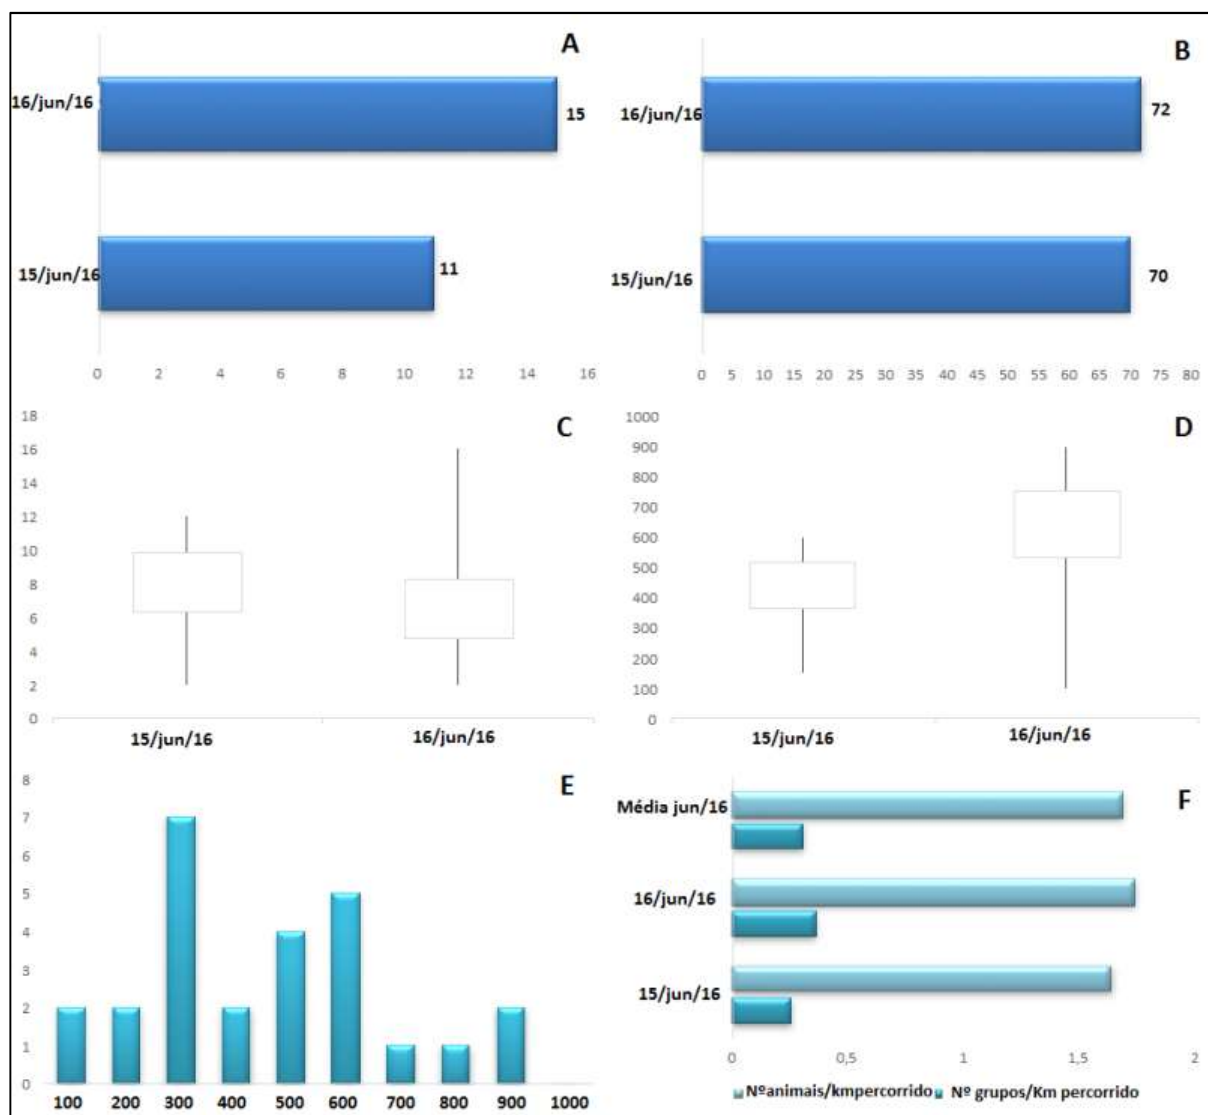 A
16/jun/16
15
15/jun/16
11
0 2 4 6 8 10 12 14 16
B
16/jun/16
72
15/jun/16
70
0 5 10 15 20 25 30 35 40 45 50 55 60 65 70 75 80
C
18
16
14
12
10
8
6
4
2
0
15/jun/16 16/jun/16
D
1000
900
800
700
600
500
400
300
200
100
0
15/jun/16 16/jun/16
E
8
7
6
5
4
3
2
1
0
100 200 300 400 500 600 700 800 900 1000
F
Média jun/16
16/jun/16
15/jun/16
0 0,5 1 1,5 2
Nºanimais/kmpercorrido Nº grupos/Km percorrido